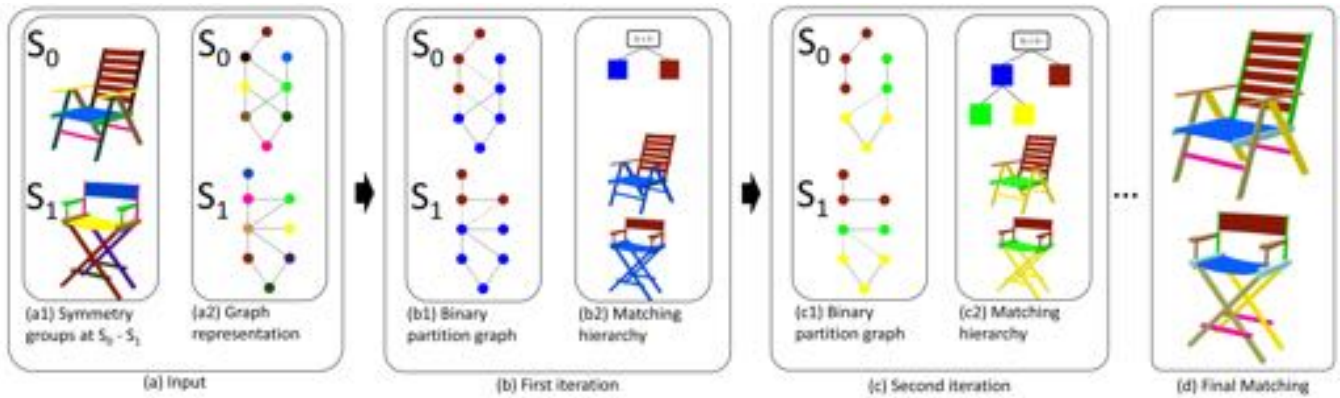 S0
S1
(a1) Symmetry
groups at S0 - S1
S0
S1
(a2) Graph
representation
(a) Input
S0
S1
(b1) Binary
partition graph
(b2) Matching
hierarchy
(b) First iteration
S0
S1
(c1) Binary
partition graph
(c2) Matching
hierarchy
(c) Second iteration
...
(d) Final Matching